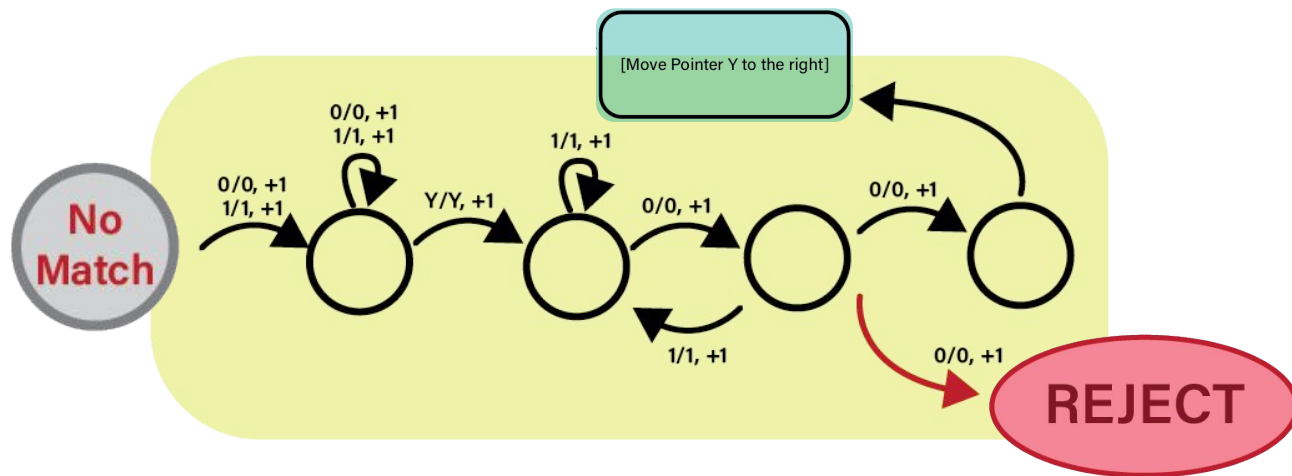 [Move Pointer Y to the right]
0/0, +1
1/1, +1
1/1, +1
0/0, +1
1/1, +1
Y/Y, +1
0/0, +1
0/0, +1
No
Match
1/1, +1
0/0, +1
REJECT